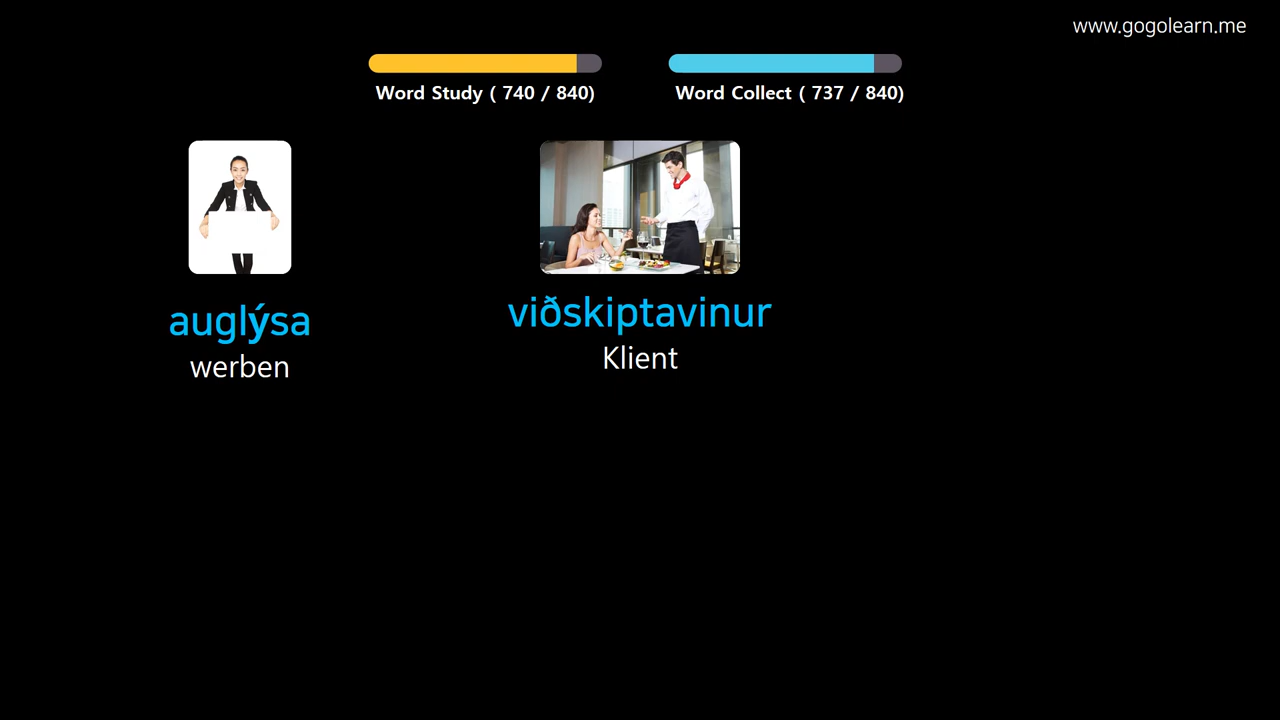 www.gogolearn.me
Word Study ( 740 / 840)
Word Collect ( 737 / 840)
auglýsa
werben
viðskiptavinur
Klient